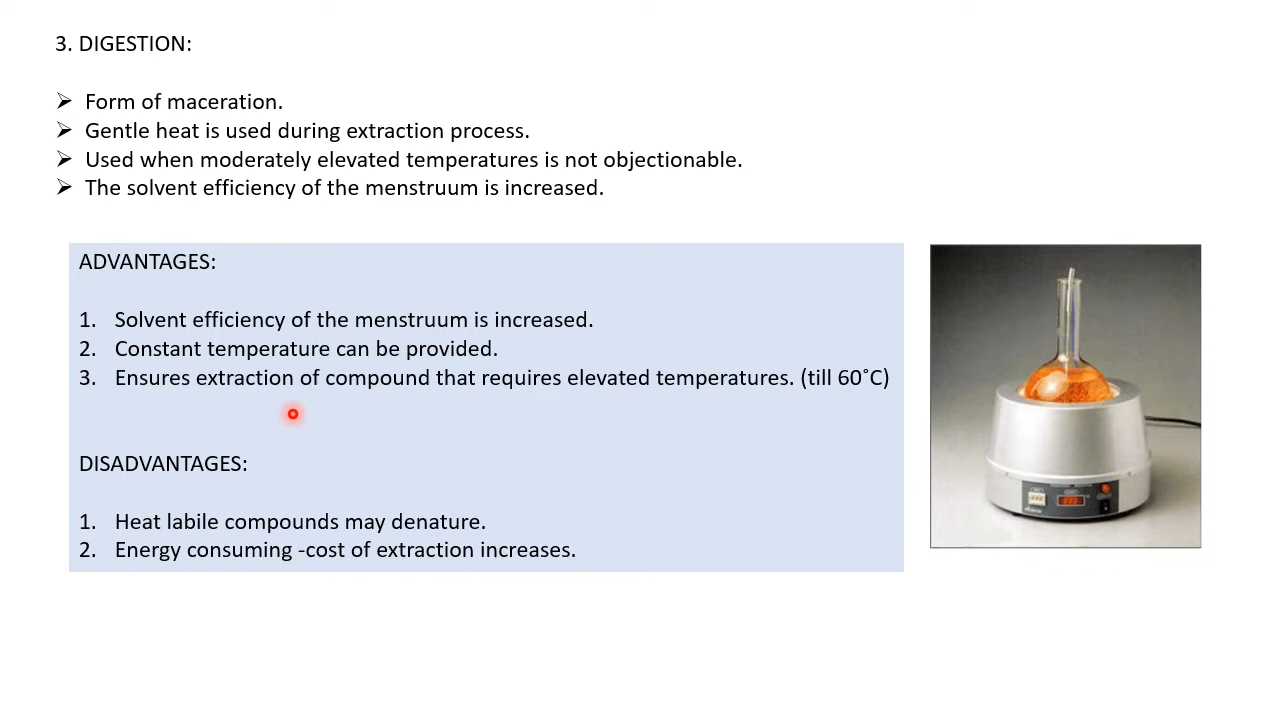 3. DIGESTION:
➢ Form of maceration.
➢ Gentle heat is used during extraction process.
➢ Used when moderately elevated temperatures is not objectionable.
➢ The solvent efficiency of the menstruum is increased.
ADVANTAGES:
1. Solvent efficiency of the menstruum is increased.
2. Constant temperature can be provided.
3. Ensures extraction of compound that requires elevated temperatures. (till 60˚C)
DISADVANTAGES:
1. Heat labile compounds may denature.
2. Energy consuming -cost of extraction increases.